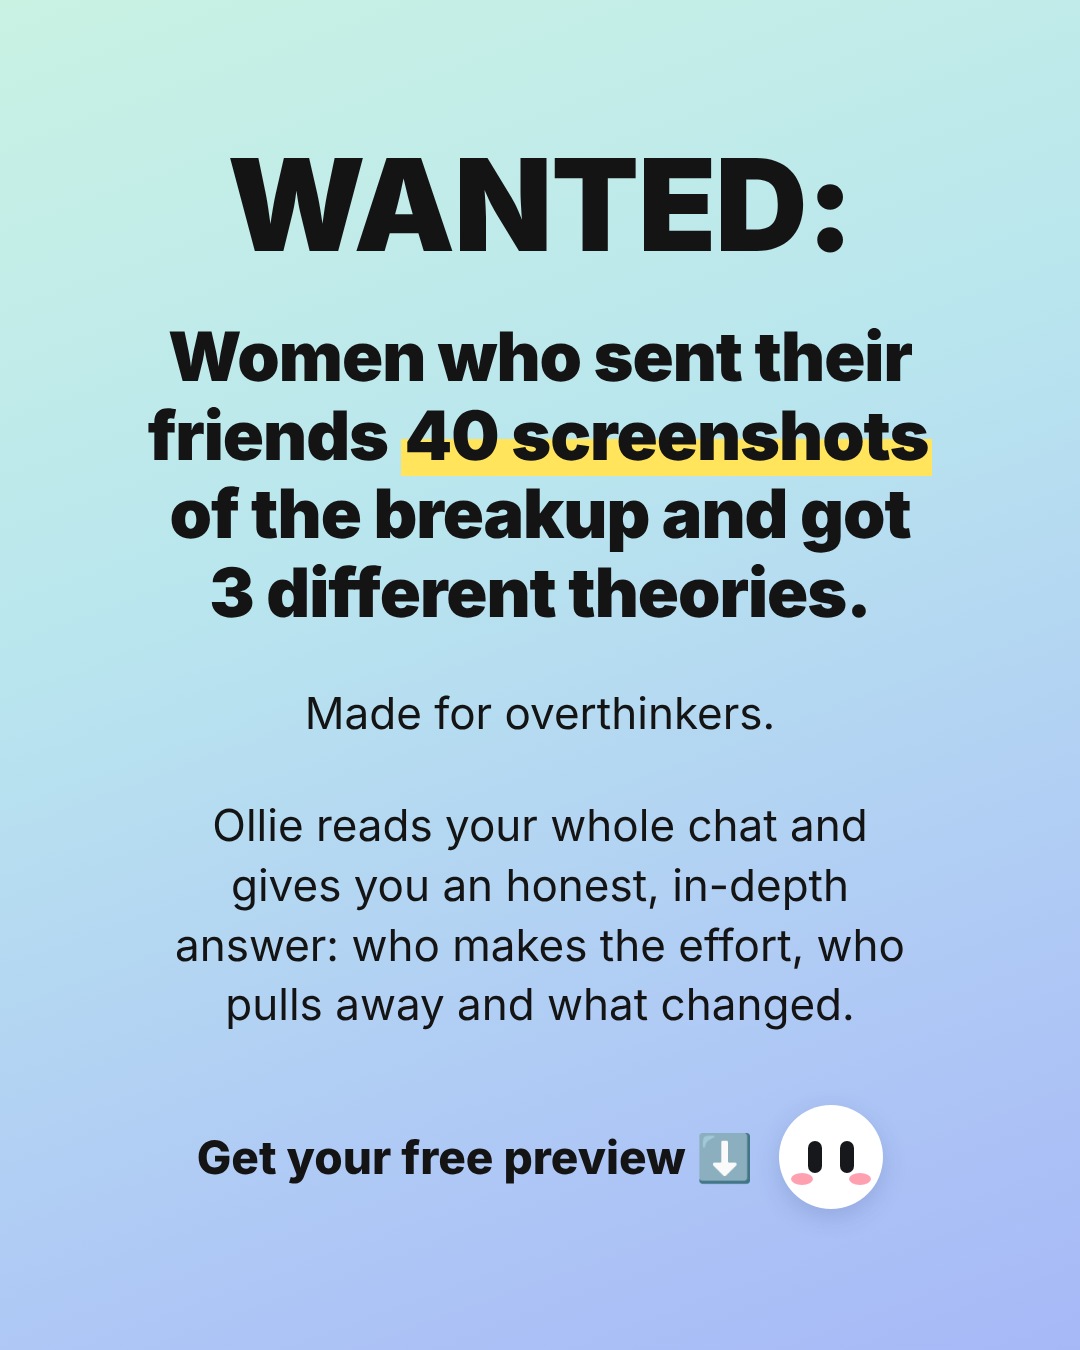 WANTED:
Women who sent their
friends 40 screenshots
of the breakup and got
3 different theories.
Made for overthinkers.
Ollie reads your whole chat and
gives you an honest, in-depth
answer: who makes the effort, who
pulls away and what changed.
Get your free preview ⬇️